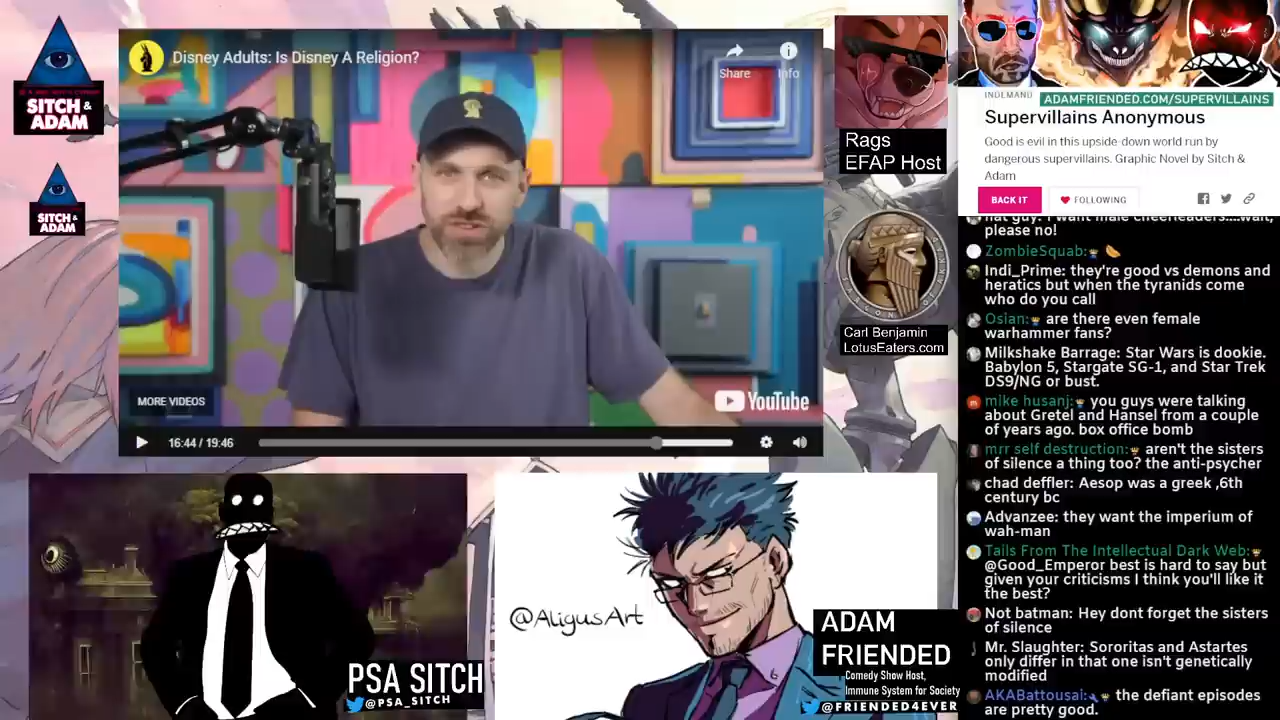 SITCH &
ADAM
SITCH &
ADAM
Disney Adults: Is Disney A Religion?
Share
Info
MORE VIDEOS
YouTube
16:44 / 19:46
Rags
EFAP Host
Carl Benjamin
LotusEaters.com
INDEMAND
ADAMFRIENDED.COM/SUPERVILLAINS
Supervillains Anonymous
Good is evil in this upside-down world run by
dangerous supervillains. Graphic Novel by Sitch &
Adam
BACK IT
FOLLOWING
hat guy: I want male cheerleaders....wait,
please no!
ZombieSquab:
Indi_Prime: they're good vs demons and
heratics but when the tyranids come
who do you call
Osian: are there even female
warhammer fans?
Milkshake Barrage: Star Wars is dookie.
Babylon 5, Stargate SG-1, and Star Trek
DS9/NG or bust.
mike husanj: you guys were talking
about Gretel and Hansel from a couple
of years ago. box office bomb
mrr self destruction: aren't the sisters
of silence a thing too? the anti-psycher
chad deffler: Aesop was a greek ,6th
century bc
Advanzee: they want the imperium of
wah-man
Tails From The Intellectual Dark Web:
@Good_Emperor best is hard to say but
given your criticisms I think you'll like it
the best?
Not batman: Hey dont forget the sisters
of silence
Mr. Slaughter: Sororitas and Astartes
only differ in that one isn't genetically
modified
AKABattousai: the defiant episodes
are pretty good.
PSA SITCH
@PSA_SITCH
@AligusArt
ADAM
FRIENDED
Comedy Show Host,
Immune System for Society
@FRIENDED4EVER